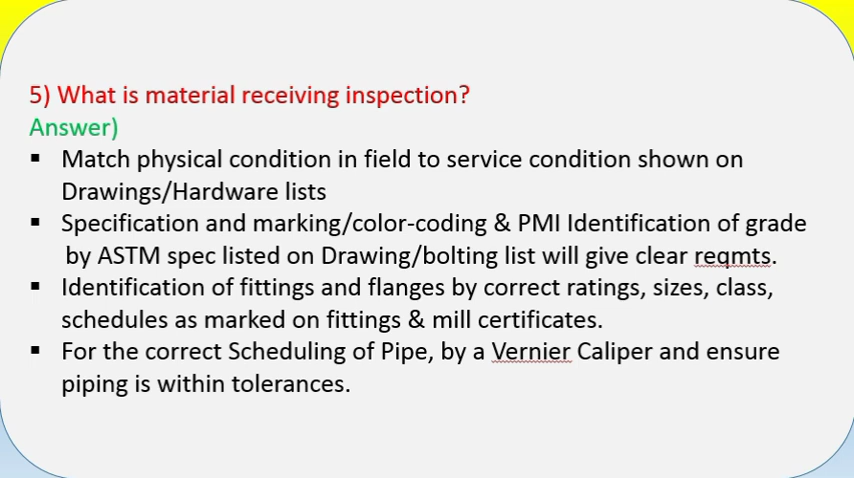 5) What is material receiving inspection?
Answer)
▪ Match physical condition in field to service condition shown on
Drawings/Hardware lists
▪ Specification and marking/color-coding & PMI Identification of grade
by ASTM spec listed on Drawing/bolting list will give clear reqmts.
▪ Identification of fittings and flanges by correct ratings, sizes, class,
schedules as marked on fittings & mill certificates.
▪ For the correct Scheduling of Pipe, by a Vernier Caliper and ensure
piping is within tolerances.